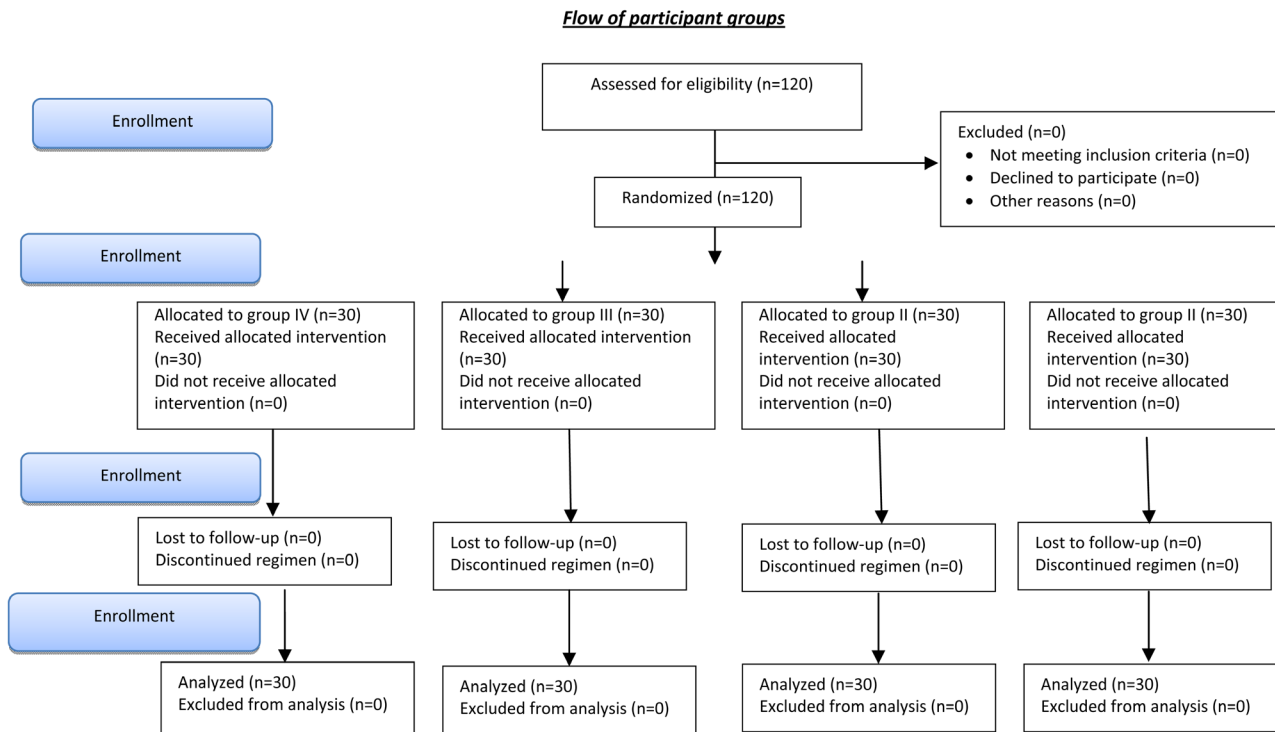 Flow of participant groups
Assessed for eligibility (n=120)
Enrollment
Excluded (n=0)
• Not meeting inclusion criteria (n=0)
• Declined to participate (n=0)
• Other reasons (n=0)
Randomized (n=120)
Enrollment
Allocated to group IV (n=30)
Received allocated intervention
(n=30)
Did not receive allocated
intervention (n=0)
Allocated to group III (n=30)
Received allocated intervention
(n=30)
Did not receive allocated
intervention (n=0)
Allocated to group II (n=30)
Received allocated
intervention (n=30)
Did not receive allocated
intervention (n=0)
Allocated to group II (n=30)
Received allocated
intervention (n=30)
Did not receive allocated
intervention (n=0)
Enrollment
Lost to follow-up (n=0)
Discontinued regimen (n=0)
Lost to follow-up (n=0)
Discontinued regimen (n=0)
Lost to follow-up (n=0)
Discontinued regimen (n=0)
Lost to follow-up (n=0)
Discontinued regimen (n=0)
Enrollment
Analyzed (n=30)
Excluded from analysis (n=0)
Analyzed (n=30)
Excluded from analysis (n=0)
Analyzed (n=30)
Excluded from analysis (n=0)
Analyzed (n=30)
Excluded from analysis (n=0)